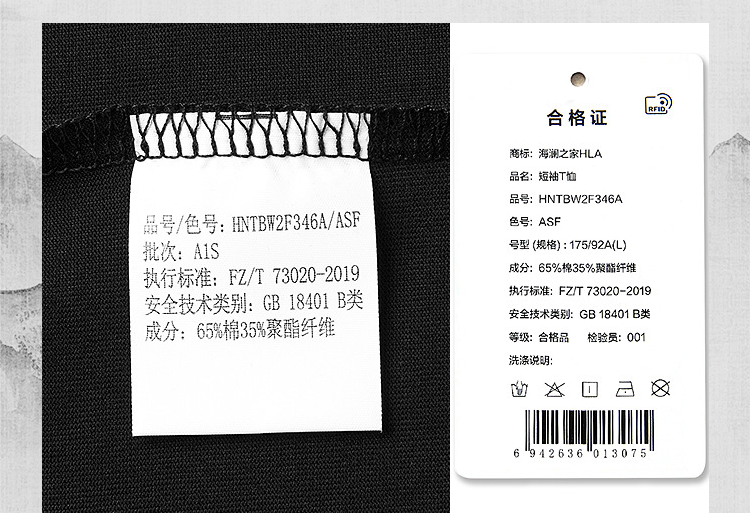 品号/色号: HNTBW2F346A/ASF
批次: A1S
执行标准: FZ/T 73020-2019
安全技术类别: GB 18401 B类
成分: 65%棉35%聚酯纤维
RFID
合格证
商标: 海澜之家HLA
品名: 短袖T恤
品号: HNTBW2F346A
色号: ASF
号型 (规格) : 175/92A(L)
成分: 65%棉35%聚酯纤维
执行标准: FZ/T 73020-2019
安全技术类别: GB 18401 B类
等级: 合格品 检验员: 001
洗涤说明:
6 942636 013075